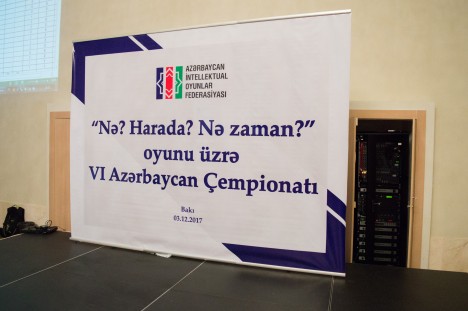 AZƏRBAYCAN
İNTELLEKTUAL
OYUNLAR
FEDERASİYASI
“Nə? Harada? Nə zaman?”
oyunu üzrə
VI Azərbaycan Çempionatı
Bakı
03.12.2017